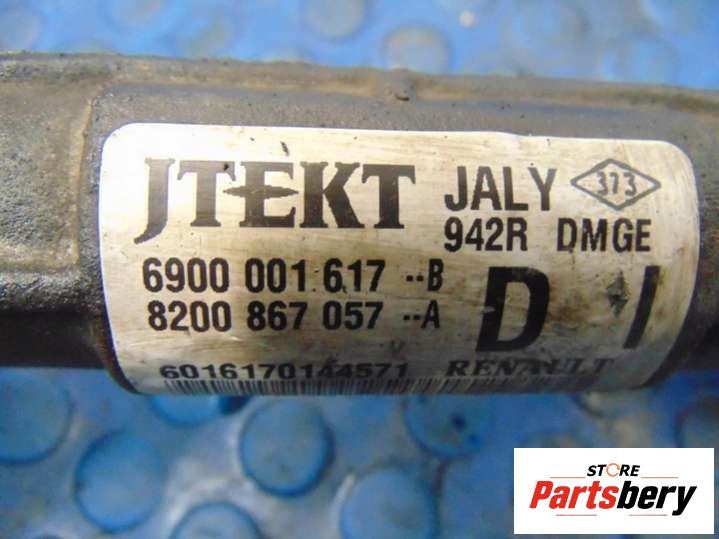 JTEKT JALY 373
942R DMGE
6900 001 617 --B
8200 867 057 --A
D I
6016170144571 RENAULT
STORE
Partsbery